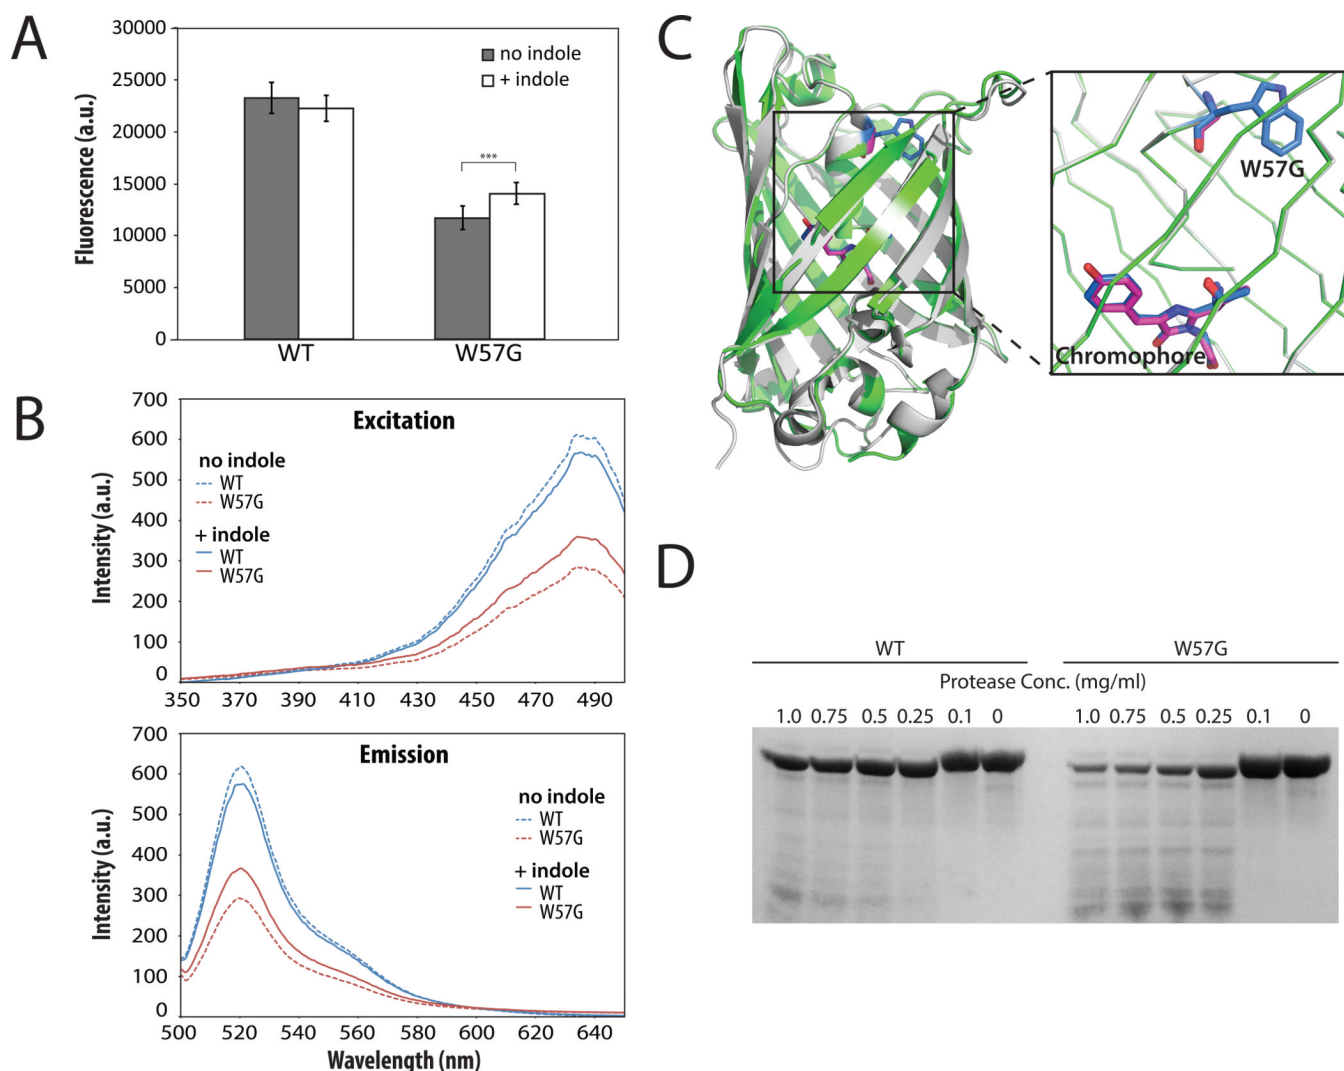 A
30000
25000
20000
15000
10000
5000
0
Fluorescence (a.u.)
no indole
+ indole
***
WT
W57G
B
700
600
500
400
300
200
100
0
Intensity (a.u.)
Excitation
no indole
WT
W57G
+ indole
WT
W57G
350 370 390 410 430 450 470 490
700
600
500
400
300
200
100
0
Intensity (a.u.)
Emission
no indole
WT
W57G
+ indole
WT
W57G
500 520 540 560 580 600 620 640
Wavelength (nm)
C
W57G
Chromophore
D
WT W57G
Protease Conc. (mg/ml)
1.0 0.75 0.5 0.25 0.1 0 1.0 0.75 0.5 0.25 0.1 0